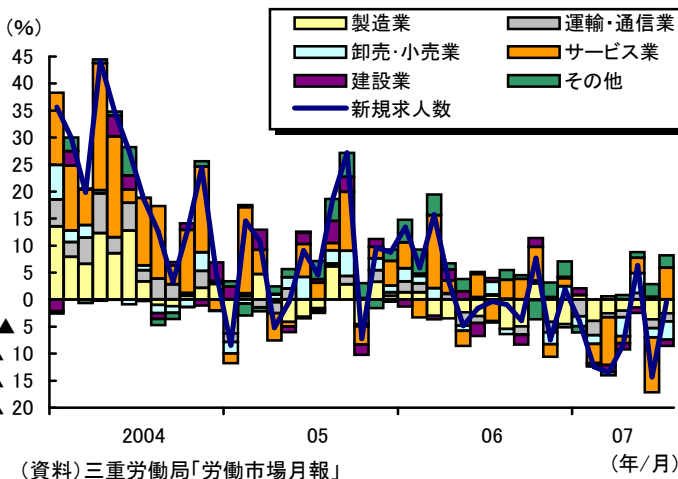 (%)
製造業
運輸・通信業
卸売・小売業
サービス業
建設業
その他
新規求人数
45
40
35
30
25
20
15
10
5
0
▲ 5
10
15
20
2004
05
06
07
(年/月)
(資料)三重労働局「労働市場月報」